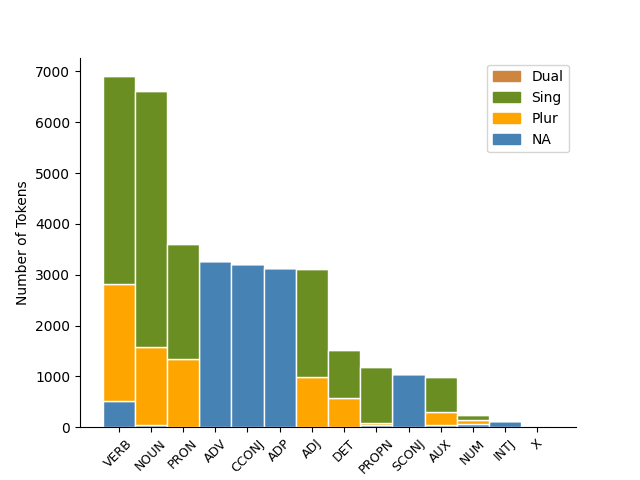 Dual
Sing
Plur
NA
Number of Tokens
7000
6000
5000
4000
3000
2000
1000
0
VERB
NOUN
PRON
ADV
CCONJ
ADP
ADJ
DET
PROPN
SCONJ
AUX
NUM
INTJ
X